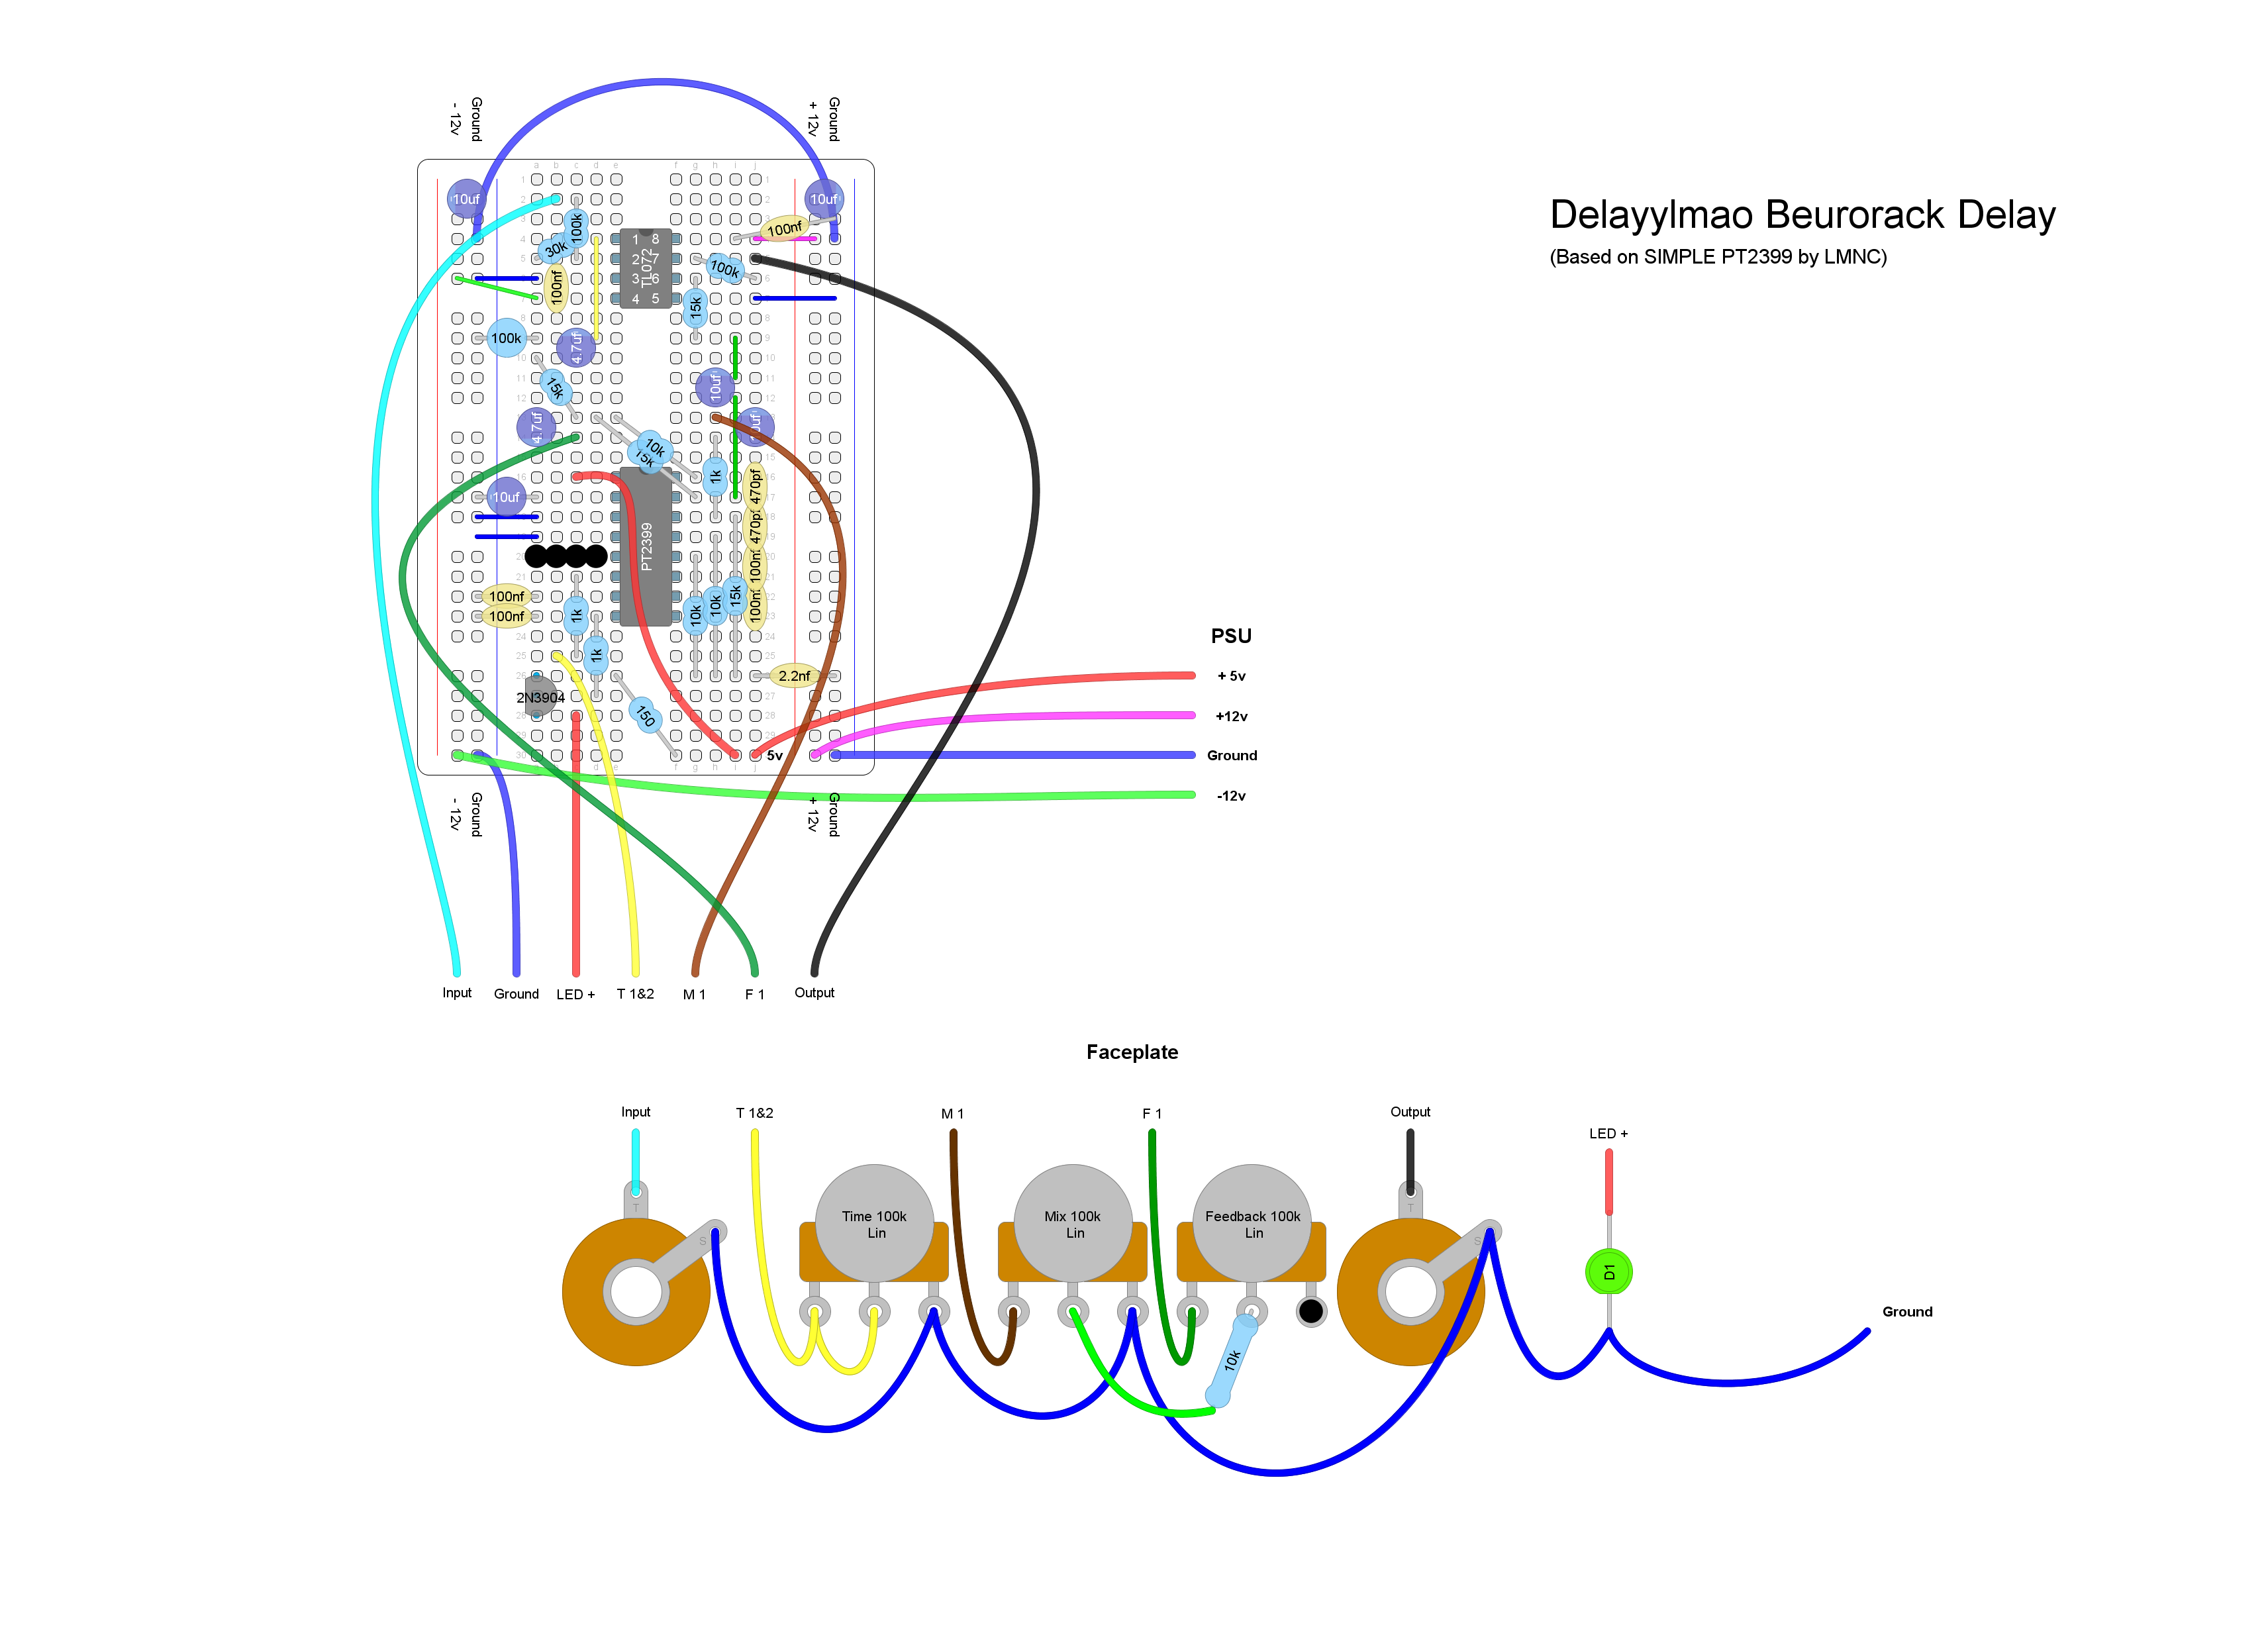 Delayylmao Beurorack Delay
(Based on SIMPLE PT2399 by LMNC)
- 12v
Ground
+ 12v
Ground
a b c d e f g h i j
10uf
10uf
100k
30k
100nf
1 8
2 7
3 6
4 5
TL072
100nf
100k
15k
100k
4.7uf
15k
10uf
4.7uf
10uf
10k
15k
1k
470pf
10uf
470pf
PT2399
100nf
100nf
100nf
100nf
1k
10k
10k
15k
1k
2.2nf
2N3904
150
5v
PSU
+ 5v
+12v
Ground
-12v
- 12v
Ground
+ 12v
Ground
Input
Ground
LED +
T 1&2
M 1
F 1
Output
Faceplate
Input
T 1&2
M 1
F 1
Output
LED +
T
S
Time 100k
Lin
Mix 100k
Lin
Feedback 100k
Lin
T
S
D1
10k
Ground